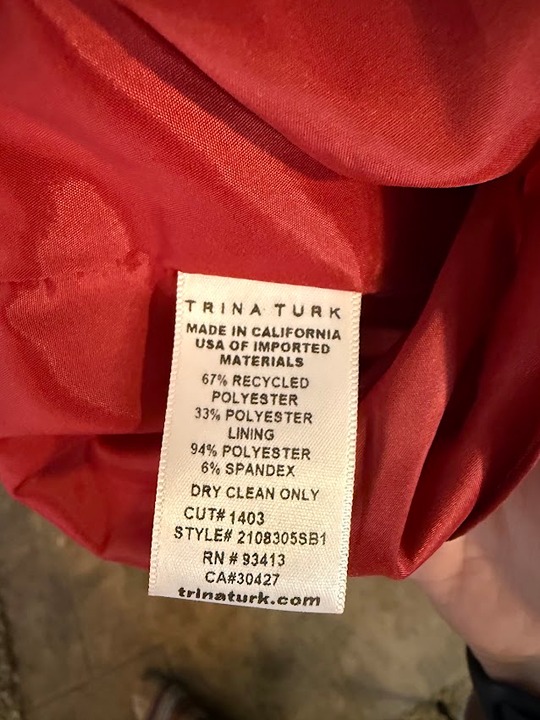 TRINA TURK
MADE IN CALIFORNIA
USA OF IMPORTED
MATERIALS
67% RECYCLED
POLYESTER
33% POLYESTER
LINING
94% POLYESTER
6% SPANDEX
DRY CLEAN ONLY
CUT# 1403
STYLE# 2108305SB1
RN # 93413
CA#30427
trinaturk.com